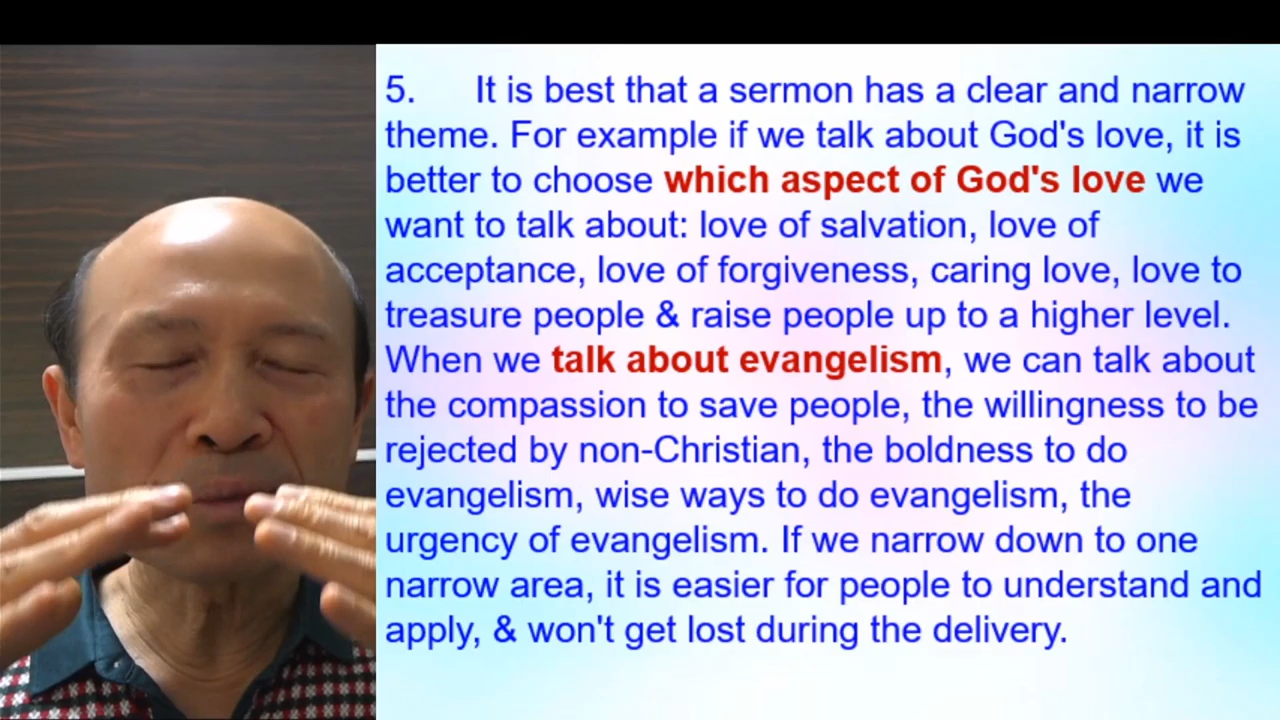 5. It is best that a sermon has a clear and narrow
theme. For example if we talk about God's love, it is
better to choose which aspect of God's love we
want to talk about: love of salvation, love of
acceptance, love of forgiveness, caring love, love to
treasure people & raise people up to a higher level.
When we talk about evangelism, we can talk about
the compassion to save people, the willingness to be
rejected by non-Christian, the boldness to do
evangelism, wise ways to do evangelism, the
urgency of evangelism. If we narrow down to one
narrow area, it is easier for people to understand and
apply, & won't get lost during the delivery.